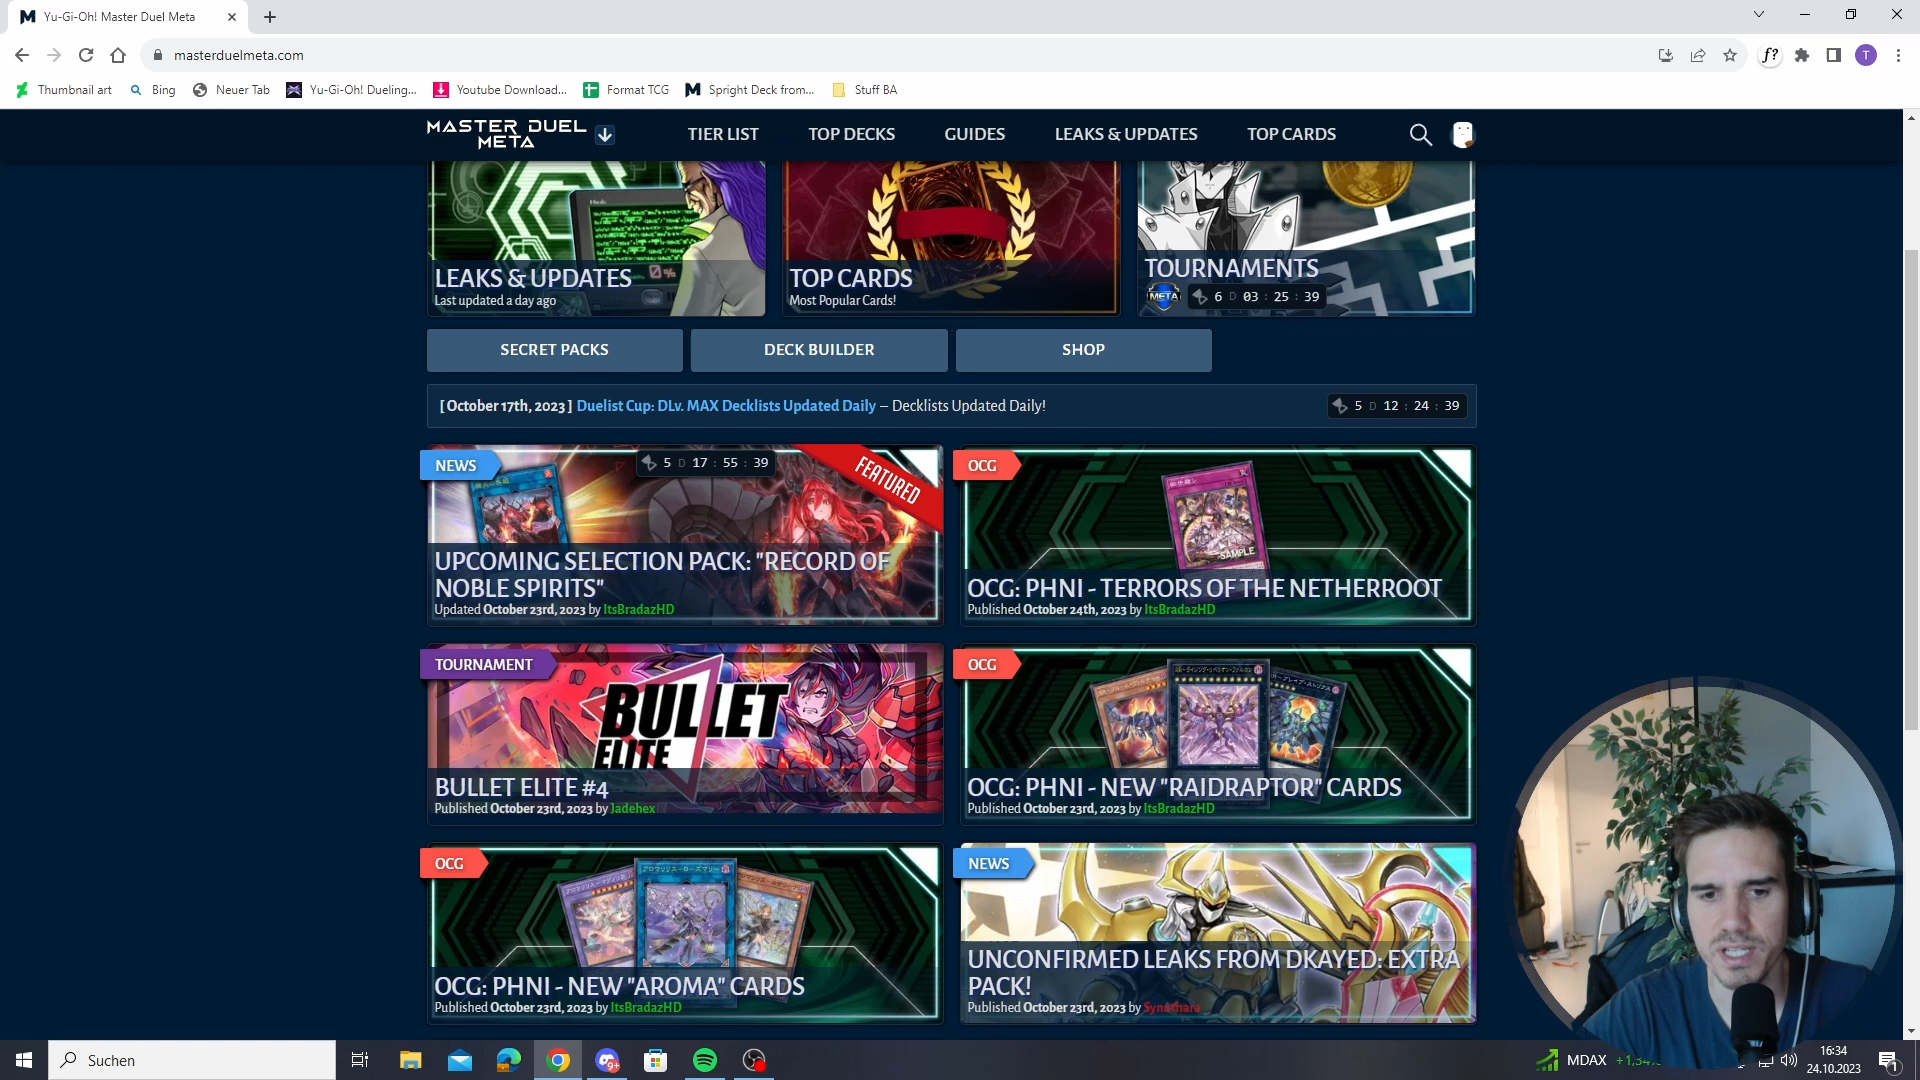 Yu-Gi-Oh! Master Duel Meta
masterduelmeta.com
f?
T
Thumbnail art
Bing
Neuer Tab
Yu-Gi-Oh! Dueling...
Youtube Download...
Format TCG
Spright Deck from...
Stuff BA
MASTER DUEL
META
TIER LIST
TOP DECKS
GUIDES
LEAKS & UPDATES
TOP CARDS
LEAKS & UPDATES
Last updated a day ago
TOP CARDS
Most Popular Cards!
TOURNAMENTS
META
6 D 03 : 25 : 39
SECRET PACKS
DECK BUILDER
SHOP
[ October 17th, 2023 ] Duelist Cup: DLv. MAX Decklists Updated Daily – Decklists Updated Daily!
5 D 12 : 24 : 39
NEWS
5 D 17 : 55 : 39
FEATURED
UPCOMING SELECTION PACK: "RECORD OF
NOBLE SPIRITS"
Updated October 23rd, 2023 by ItsBradazHD
OCG
SAMPLE
OCG: PHNI - TERRORS OF THE NETHERROOT
Published October 24th, 2023 by ItsBradazHD
TOURNAMENT
BULLET
ELITE
BULLET ELITE #4
Published October 23rd, 2023 by Jadehex
OCG
OCG: PHNI - NEW "RAIDRAPTOR" CARDS
Published October 23rd, 2023 by ItsBradazHD
OCG
OCG: PHNI - NEW "AROMA" CARDS
Published October 23rd, 2023 by ItsBradazHD
NEWS
UNCONFIRMED LEAKS FROM DKAYED: EXTRA
PACK!
Published October 23rd, 2023 by
Suchen
9+
MDAX
16:34
24.10.2023
1